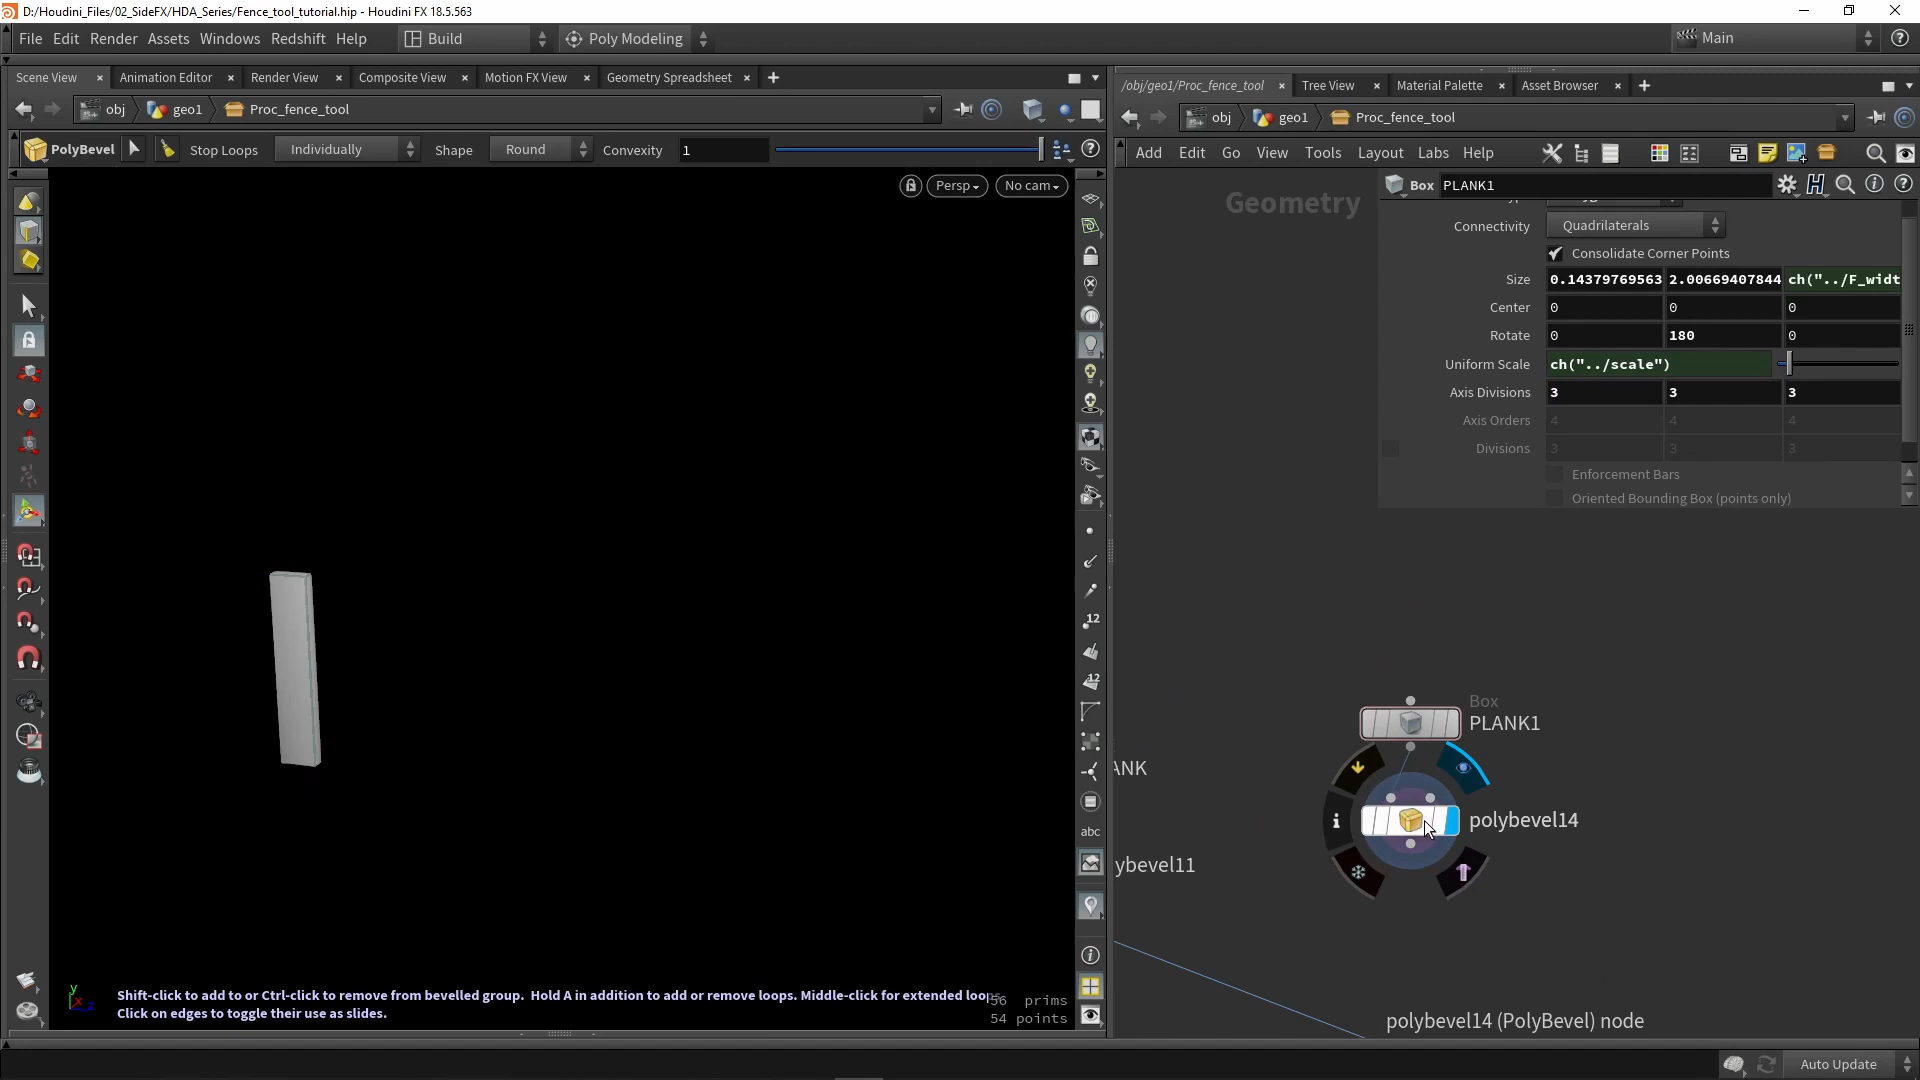 D:/Houdini_Files/02_SideFX/HDA_Series/Fence_tool_tutorial.hip - Houdini FX 18.5.563
File Edit Render Assets Windows Redshift Help Build Poly Modeling Main
Scene View Animation Editor Render View Composite View Motion FX View Geometry Spreadsheet
/obj/geo1/Proc_fence_tool Tree View Material Palette Asset Browser
obj geo1 Proc_fence_tool
obj geo1 Proc_fence_tool
PolyBevel Stop Loops Individually Shape Round Convexity 1
Add Edit Go View Tools Layout Labs Help
Persp No cam
Geometry
Box PLANK1
Connectivity Quadrilaterals
Consolidate Corner Points
Size 0.14379769563 2.00669407844 ch("../F_widt
Center 0 0 0
Rotate 0 180 0
Uniform Scale ch("../scale")
Axis Divisions 3 3 3
Axis Orders 4 4 4
Divisions 3 3 3
Enforcement Bars
Oriented Bounding Box (points only)
12
12
abc
Box
PLANK1
ANK
polybevel14
ybevel11
Shift-click to add to or Ctrl-click to remove from bevelled group. Hold A in addition to add or remove loops. Middle-click for extended loo
Click on edges to toggle their use as slides.
56 prims
54 points
y
x
z
polybevel14 (PolyBevel) node
Auto Update